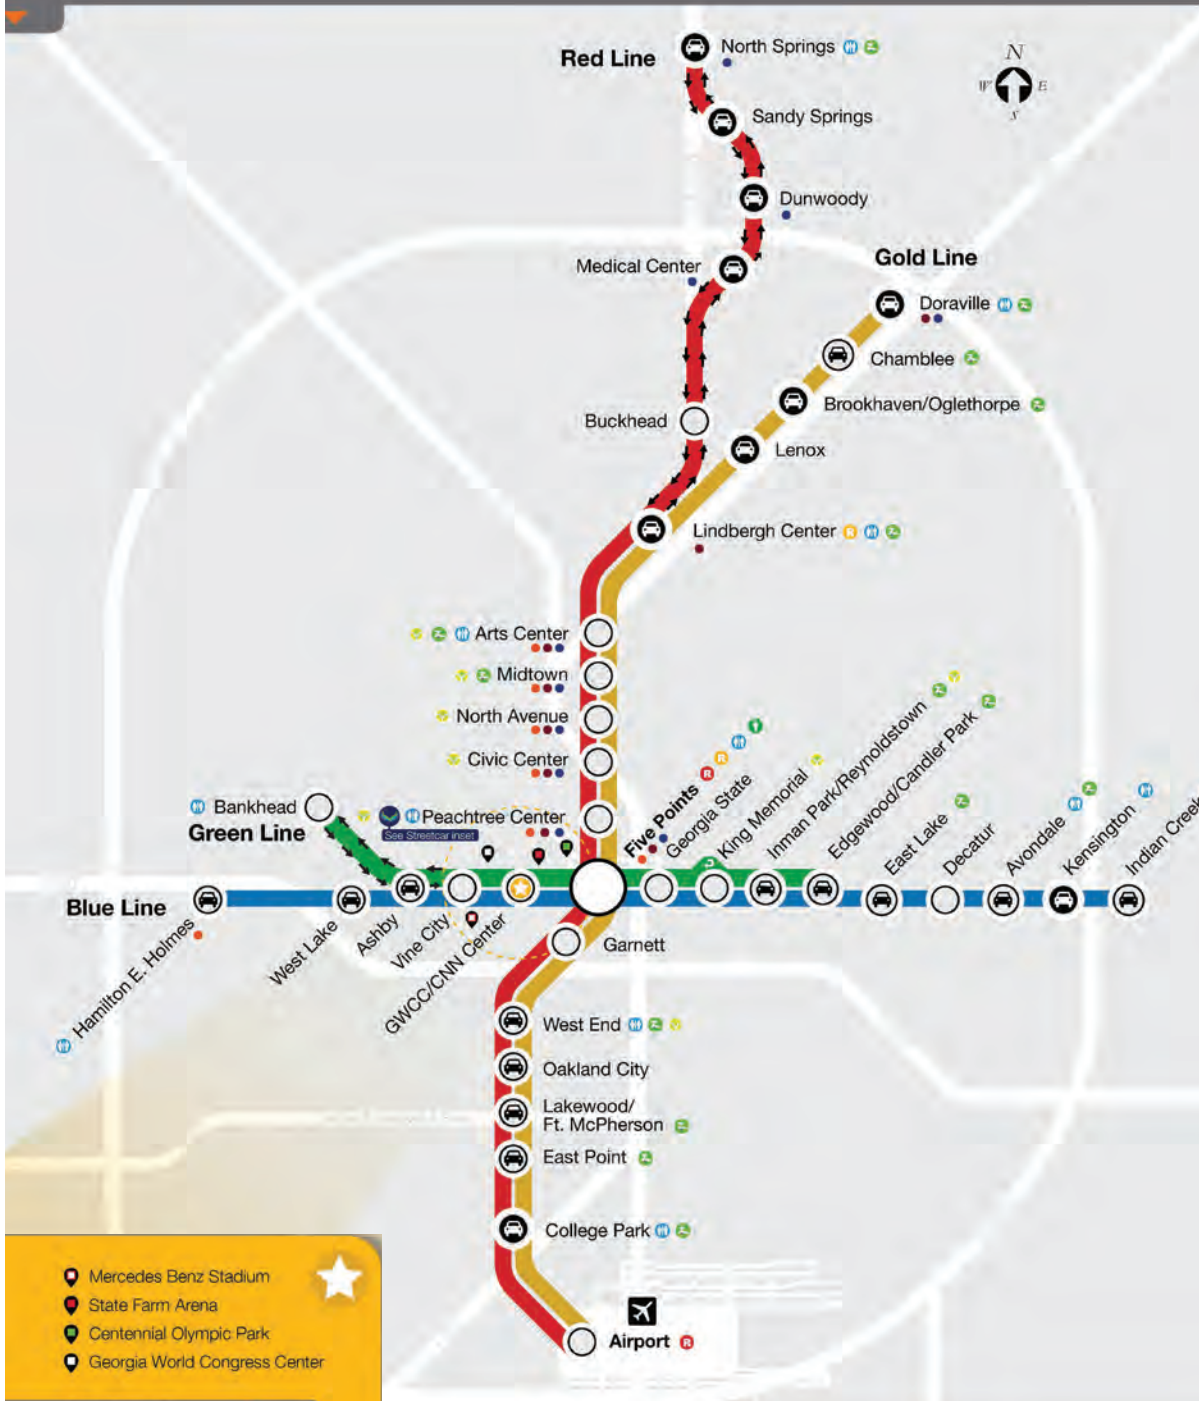 North Springs
Red Line
N
W
E
S
Sandy Springs
Dunwoody
Medical Center
Gold Line
Doraville
Chamblee
Brookhaven/Oglethorpe
Buckhead
Lenox
Lindbergh Center
R
Arts Center
Midtown
North Avenue
Civic Center
Peachtree Center
See Streetcar inset
Bankhead
Green Line
Blue Line
Five Points
R
R
Georgia State
King Memorial
Inman Park/Reynoldstown
Edgewood/Candler Park
East Lake
Decatur
Avondale
Kensington
Indian Creek
Hamilton E. Holmes
West Lake
Ashby
Vine City
GWCC/CNN Center
Garnett
West End
Oakland City
Lakewood/
Ft. McPherson
East Point
College Park
Airport
R
Mercedes Benz Stadium
State Farm Arena
Centennial Olympic Park
Georgia World Congress Center